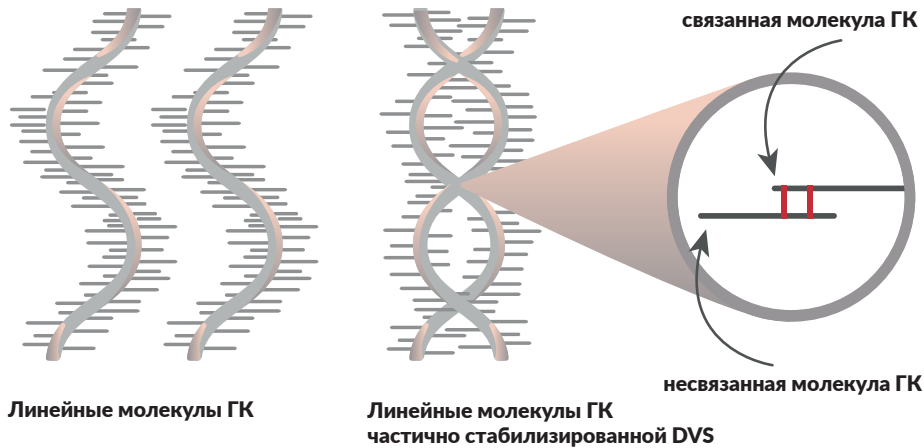 связанная молекула ГК
несвязанная молекула ГК
Линейные молекулы ГК
Линейные молекулы ГК
частично стабилизированной DVS